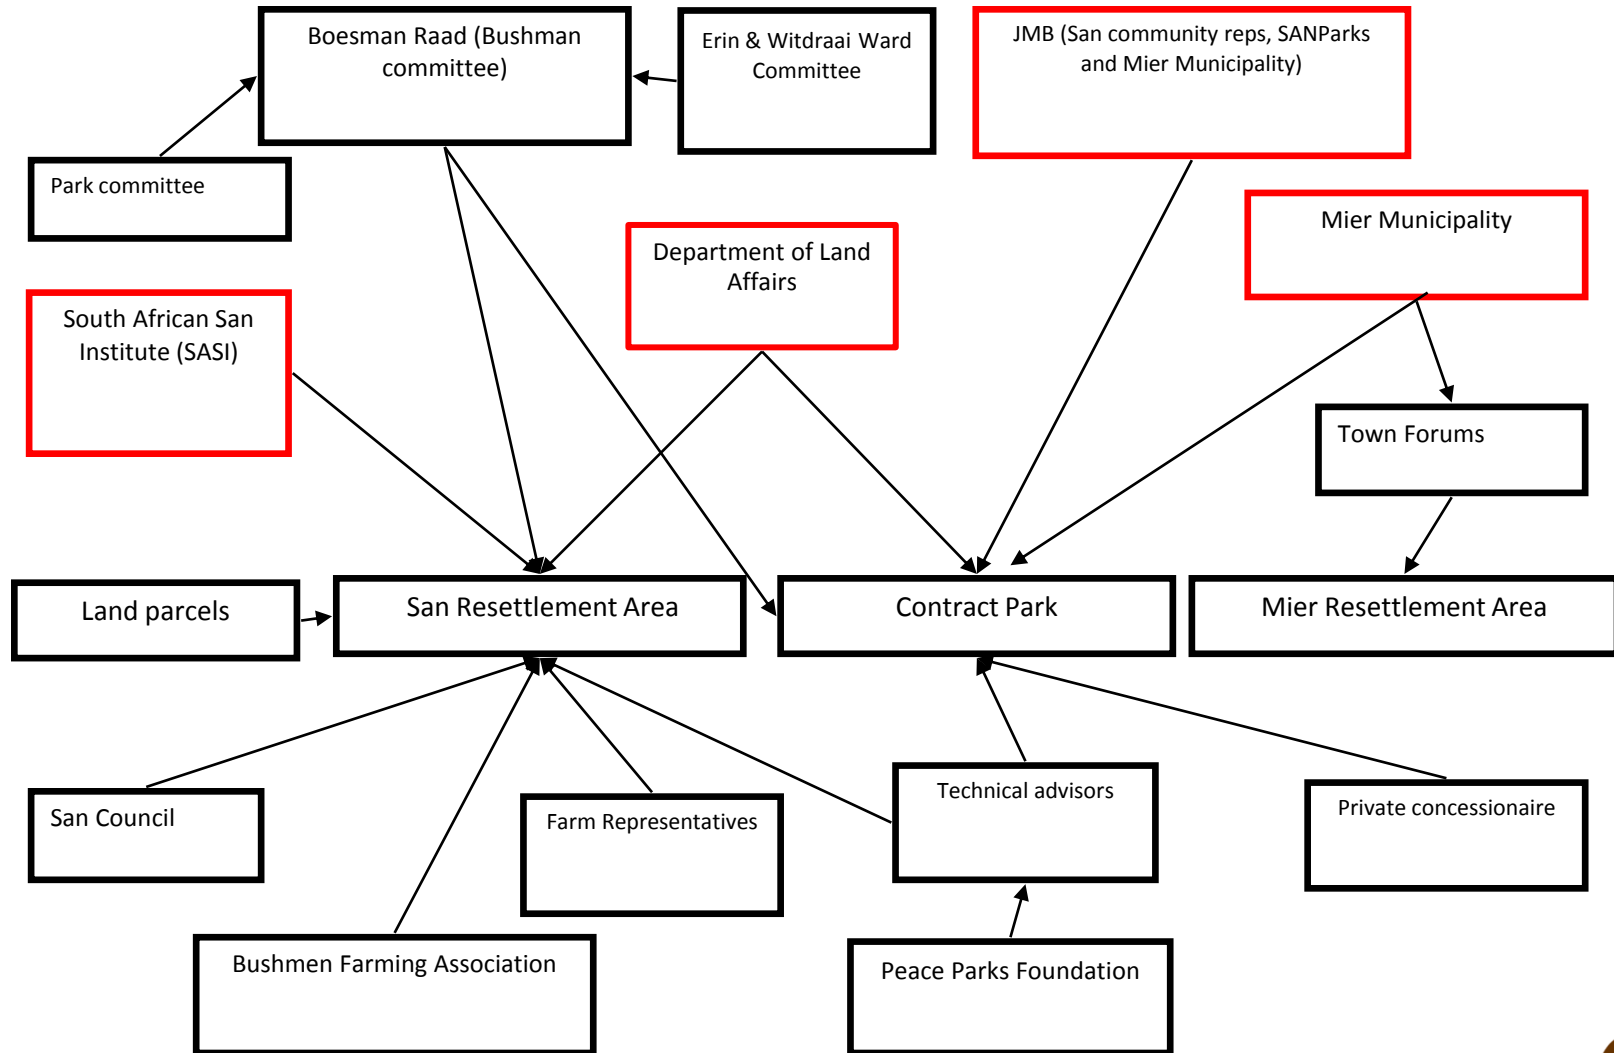 Boesman Raad (Bushman
committee)
Erin & Witdraai Ward
Committee
JMB (San community reps, SANParks
and Mier Municipality)
Park committee
Mier Municipality
Department of Land
Affairs
South African San
Institute (SASI)
Town Forums
Land parcels
San Resettlement Area
Contract Park
Mier Resettlement Area
San Council
Farm Representatives
Technical advisors
Private concessionaire
Bushmen Farming Association
Peace Parks Foundation